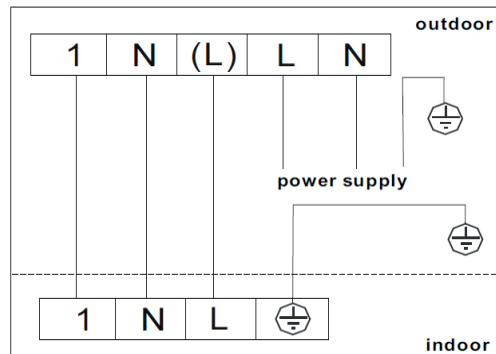 outdoor
1 N (L) L N
power supply
1 N L
indoor